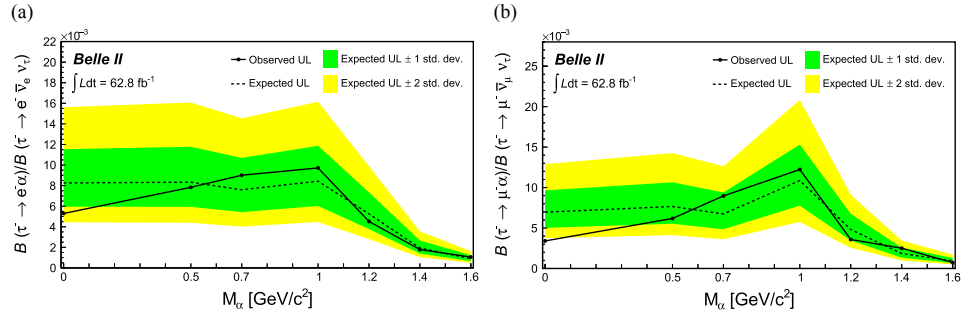 (a)
×10⁻³
Belle II
∫ Ldt = 62.8 fb⁻¹
Observed UL
Expected UL
Expected UL ± 1 std. dev.
Expected UL ± 2 std. dev.
22
20
18
16
14
12
10
8
6
4
2
0
B (τ⁻ → e⁻α)/B (τ⁻ → e⁻ ν̄ₑ ν_τ)
0 0.5 0.7 1 1.2 1.4 1.6
M_α [GeV/c²]
(b)
×10⁻³
Belle II
∫ Ldt = 62.8 fb⁻¹
Observed UL
Expected UL
Expected UL ± 1 std. dev.
Expected UL ± 2 std. dev.
25
20
15
10
5
0
B (τ⁻ → μ⁻α)/B (τ⁻ → μ⁻ ν̄_μ ν_τ)
0 0.5 0.7 1 1.2 1.4 1.6
M_α [GeV/c²]